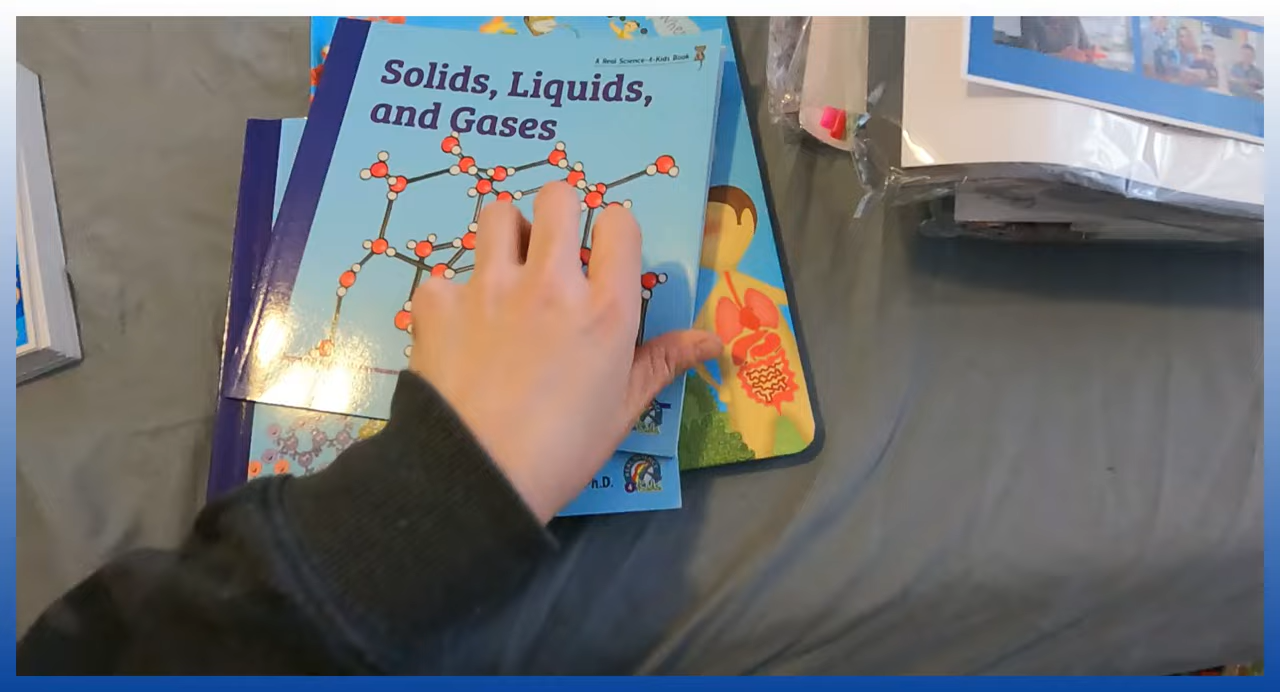 A Real Science-4-Kids Book
Solids, Liquids,
and Gases
h.D.